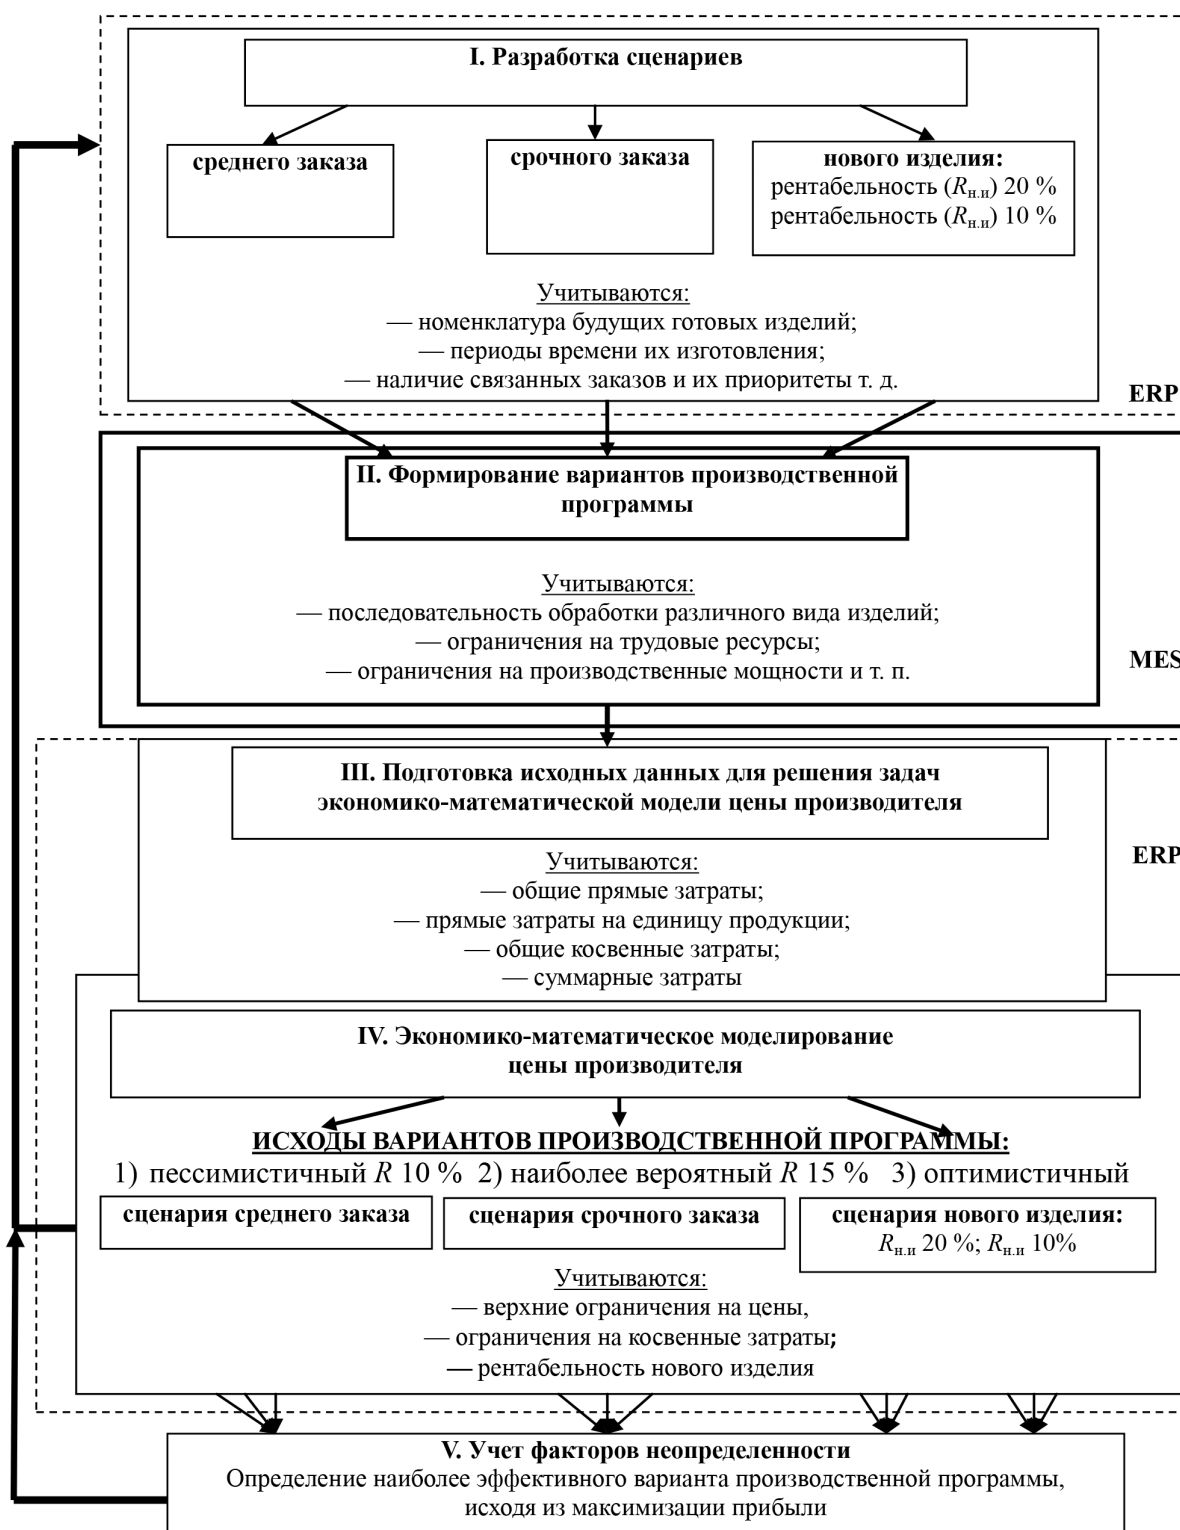 I. Разработка сценариев
среднего заказа
срочного заказа
нового изделия:
рентабельность (Rн.и) 20 %
рентабельность (Rн.и) 10 %
Учитываются:
— номенклатура будущих готовых изделий;
— периоды времени их изготовления;
— наличие связанных заказов и их приоритеты т. д.
ERP
II. Формирование вариантов производственной
программы
Учитываются:
— последовательность обработки различного вида изделий;
— ограничения на трудовые ресурсы;
— ограничения на производственные мощности и т. п.
MES
III. Подготовка исходных данных для решения задач
экономико-математической модели цены производителя
ERP
Учитываются:
— общие прямые затраты;
— прямые затраты на единицу продукции;
— общие косвенные затраты;
— суммарные затраты
IV. Экономико-математическое моделирование
цены производителя
ИСХОДЫ ВАРИАНТОВ ПРОИЗВОДСТВЕННОЙ ПРОГРАММЫ:
1) пессимистичный R 10 % 2) наиболее вероятный R 15 % 3) оптимистичный
сценария среднего заказа
сценария срочного заказа
сценария нового изделия:
Rн.и 20 %; Rн.и 10%
Учитываются:
— верхние ограничения на цены,
— ограничения на косвенные затраты;
— рентабельность нового изделия
V. Учет факторов неопределенности
Определение наиболее эффективного варианта производственной программы,
исходя из максимизации прибыли